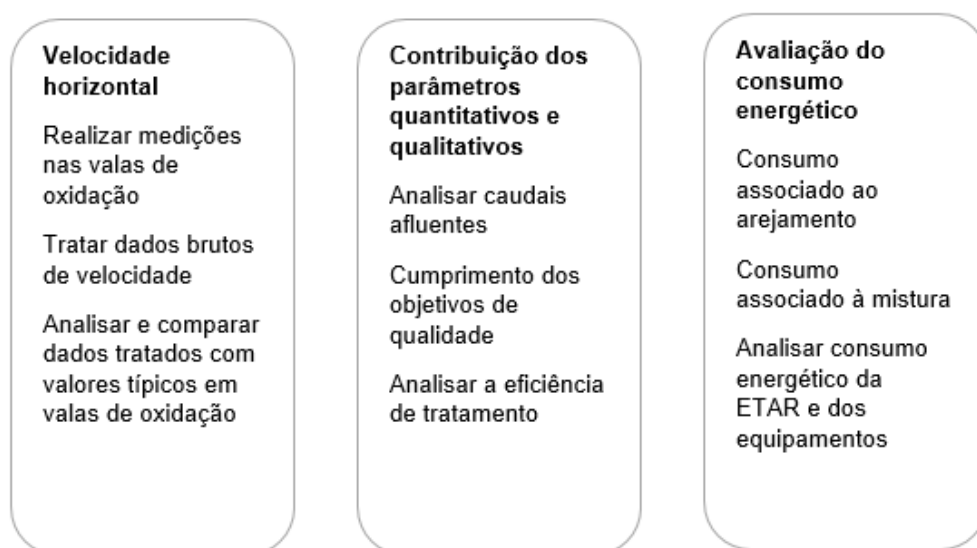 Velocidade
horizontal
Realizar medições
nas valas de
oxidação
Tratar dados brutos
de velocidade
Analisar e comparar
dados tratados com
valores típicos em
valas de oxidação
Contribuição dos
parâmetros
quantitativos e
qualitativos
Analisar caudais
afluentes
Cumprimento dos
objetivos de
qualidade
Analisar a eficiência
de tratamento
Avaliação do
consumo
energético
Consumo
associado ao
arejamento
Consumo
associado à mistura
Analisar consumo
energético da
ETAR e dos
equipamentos